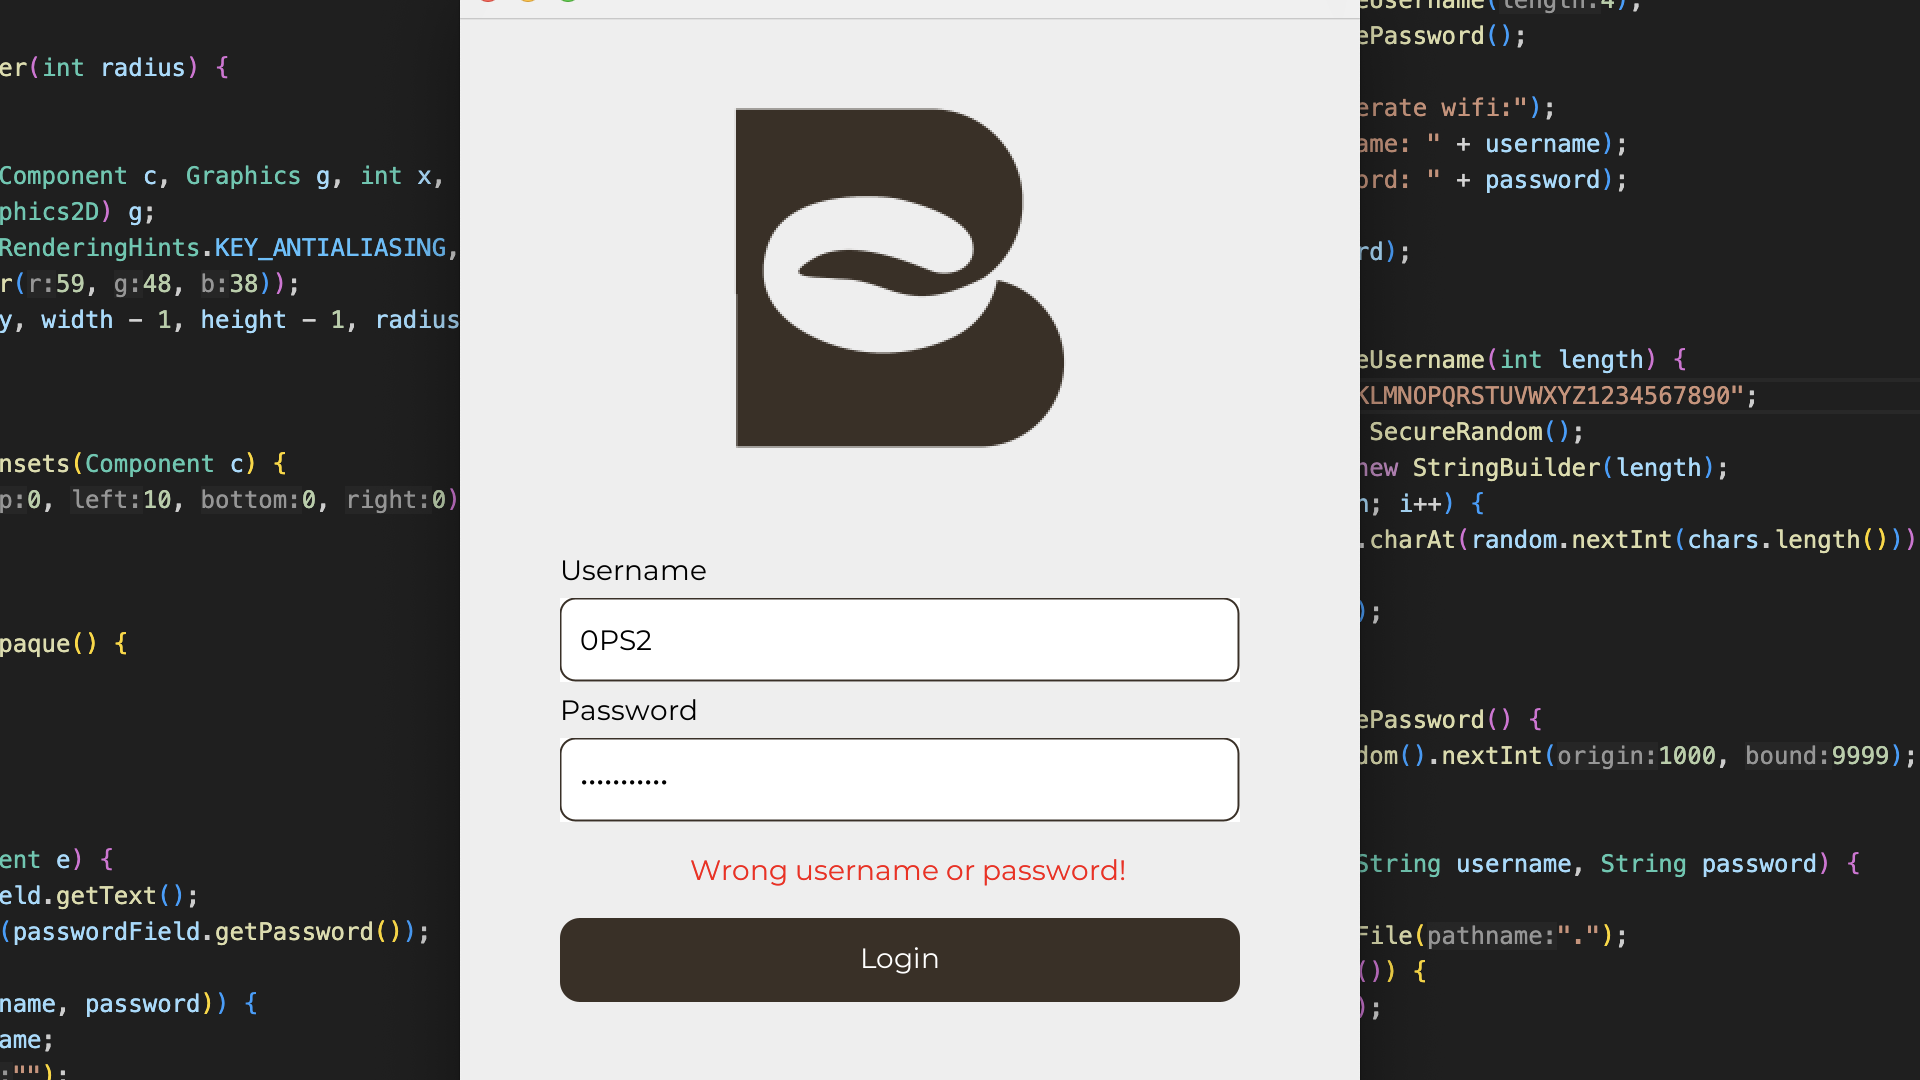 er(int radius) {
Component c, Graphics g, int x,
phics2D) g;
RenderingHints.KEY_ANTIALIASING,
r(r:59, g:48, b:38));
y, width - 1, height - 1, radius
nsets(Component c) {
p:0, left:10, bottom:0, right:0)
paque() {
ent e) {
eld.getText();
(passwordField.getPassword());
name, password)) {
ame;
:"");
Username
0PS2
Password
•••••••••••
Wrong username or password!
Login
eUsername(length:4);
ePassword();
erate wifi:");
ame: " + username);
ord: " + password);
rd);
eUsername(int length) {
KLMNOPQRSTUVWXYZ1234567890";
SecureRandom();
new StringBuilder(length);
h; i++) {
.charAt(random.nextInt(chars.length()))
);
ePassword() {
dom().nextInt(origin:1000, bound:9999);
String username, String password) {
File(pathname:".");
()) {
);